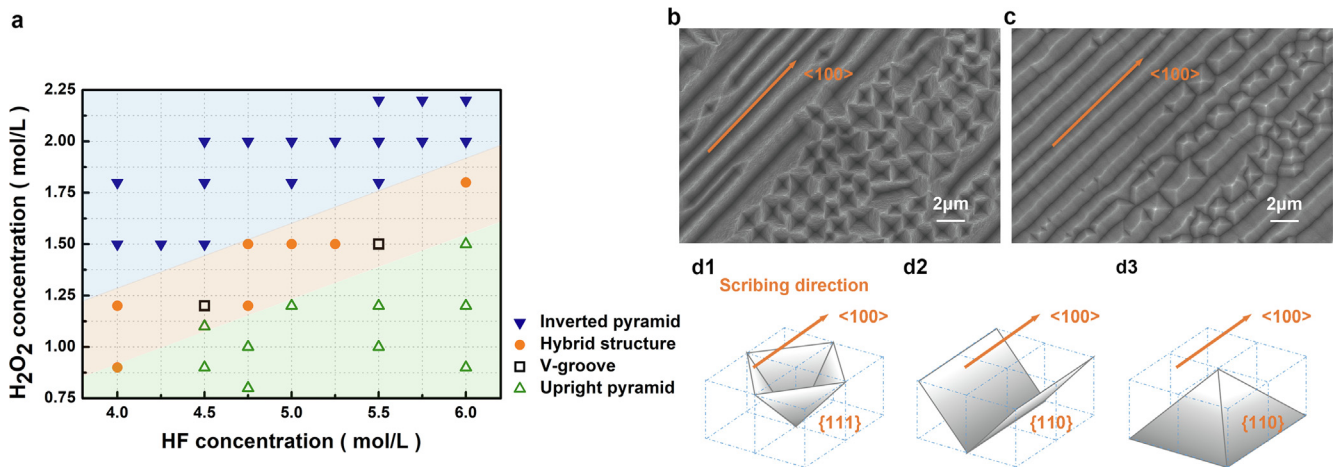 a
H₂O₂ concentration ( mol/L )
2.25
2.00
1.75
1.50
1.25
1.00
0.75
4.0 4.5 5.0 5.5 6.0
HF concentration ( mol/L )
Inverted pyramid
Hybrid structure
V-groove
Upright pyramid
b
<100>
2μm
c
<100>
2μm
d1
Scribing direction
<100>
{111}
d2
<100>
{110}
d3
<100>
{110}